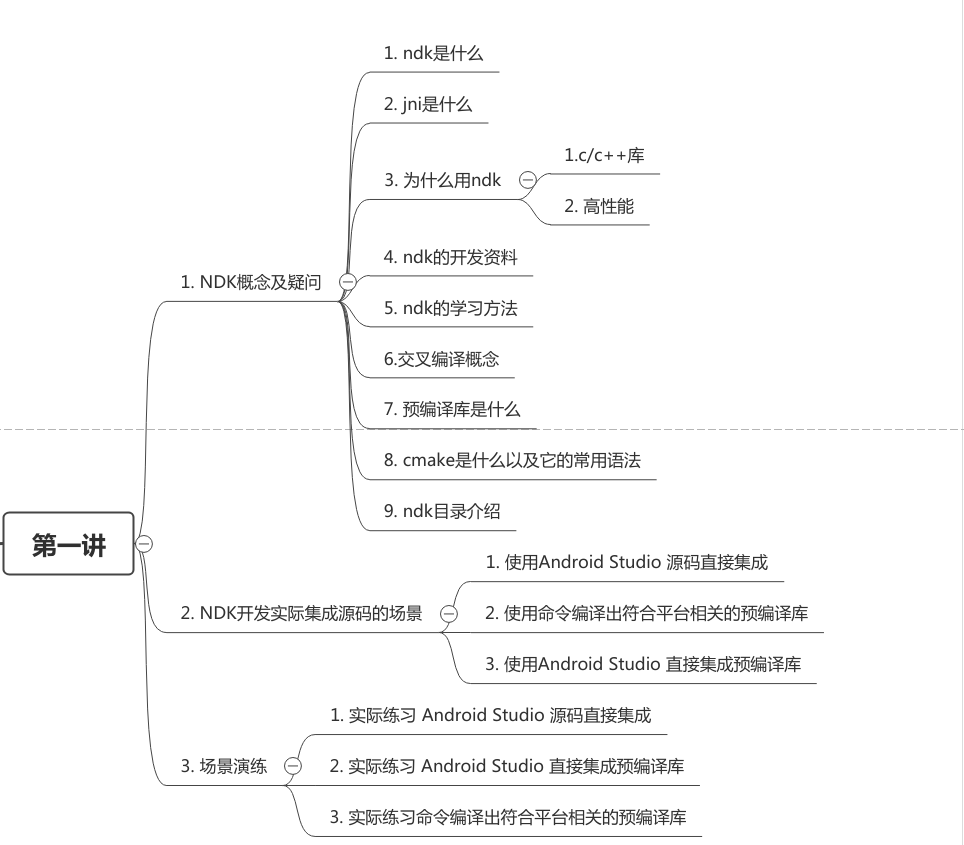 第一讲
1. NDK概念及疑问
1. ndk是什么
2. jni是什么
3. 为什么用ndk
1.c/c++库
2. 高性能
4. ndk的开发资料
5. ndk的学习方法
6.交叉编译概念
7. 预编译库是什么
8. cmake是什么以及它的常用语法
9. ndk目录介绍
2. NDK开发实际集成源码的场景
1. 使用Android Studio 源码直接集成
2. 使用命令编译出符合平台相关的预编译库
3. 使用Android Studio 直接集成预编译库
3. 场景演练
1. 实际练习 Android Studio 源码直接集成
2. 实际练习 Android Studio 直接集成预编译库
3. 实际练习命令编译出符合平台相关的预编译库